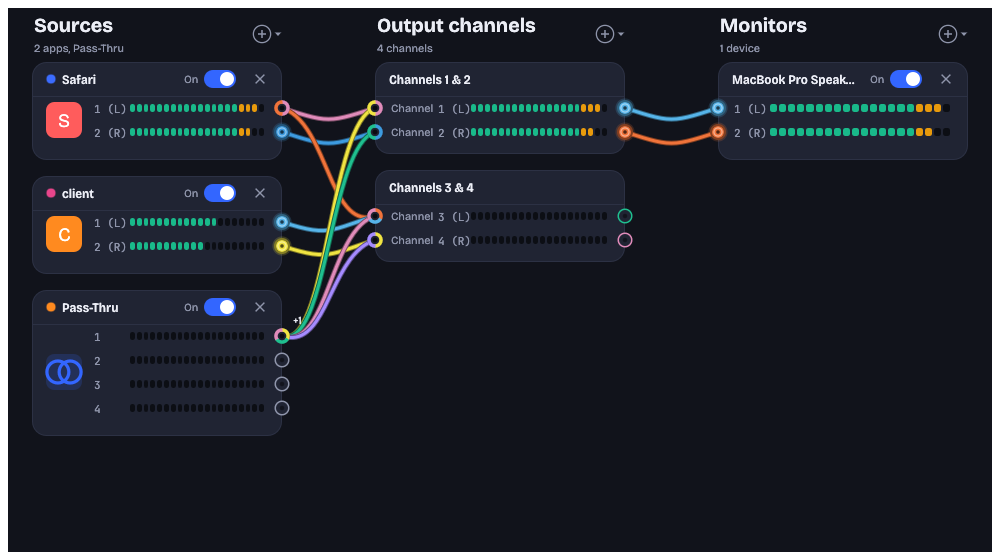 Sources
2 apps, Pass-Thru
Safari
On
S
1 (L)
2 (R)
client
On
C
1 (L)
2 (R)
Pass-Thru
On
+1
1
2
3
4
Output channels
4 channels
Channels 1 & 2
Channel 1 (L)
Channel 2 (R)
Channels 3 & 4
Channel 3 (L)
Channel 4 (R)
Monitors
1 device
MacBook Pro Speak...
On
1 (L)
2 (R)